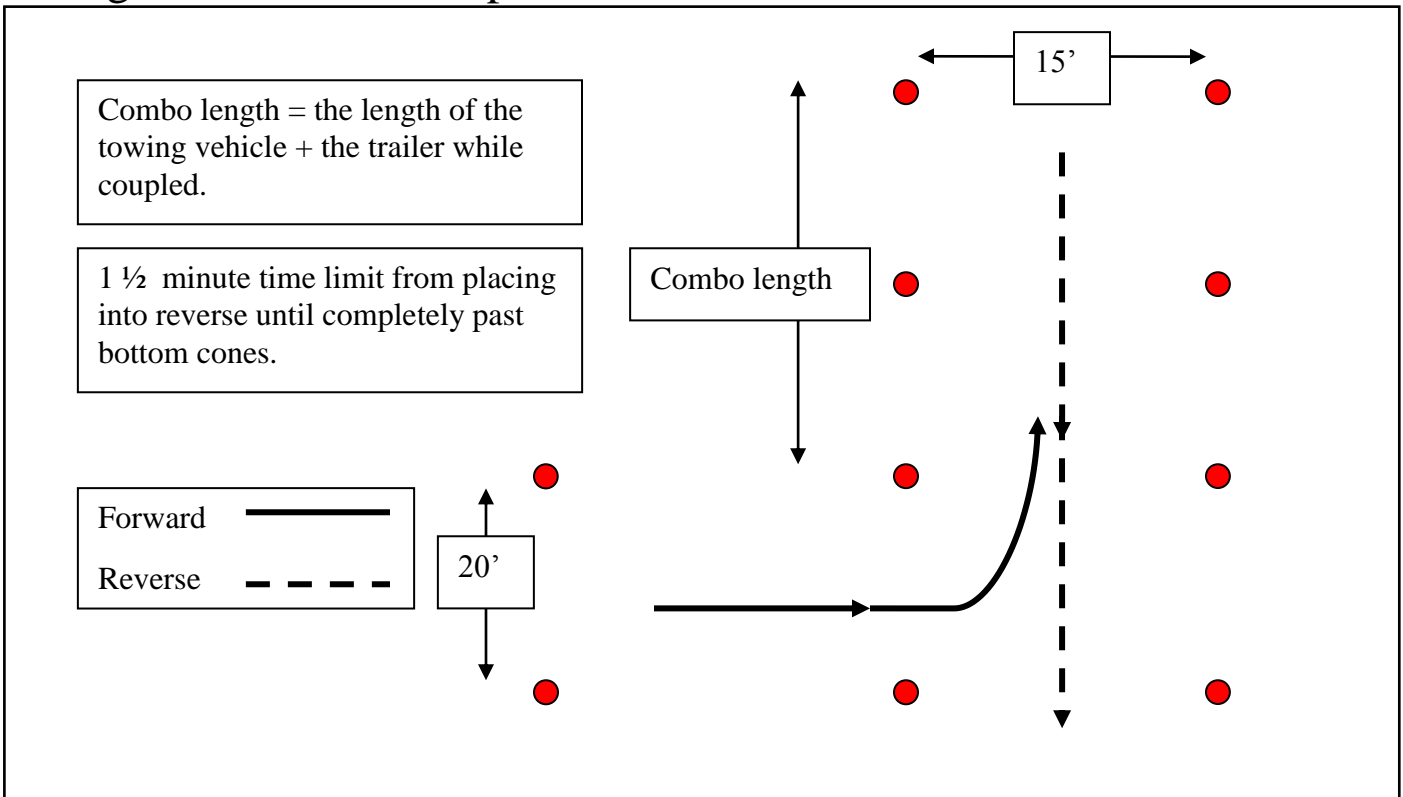 15’
Combo length = the length of the
towing vehicle + the trailer while
coupled.
1 ½ minute time limit from placing
into reverse until completely past
bottom cones.
Combo length
Forward
Reverse
20’